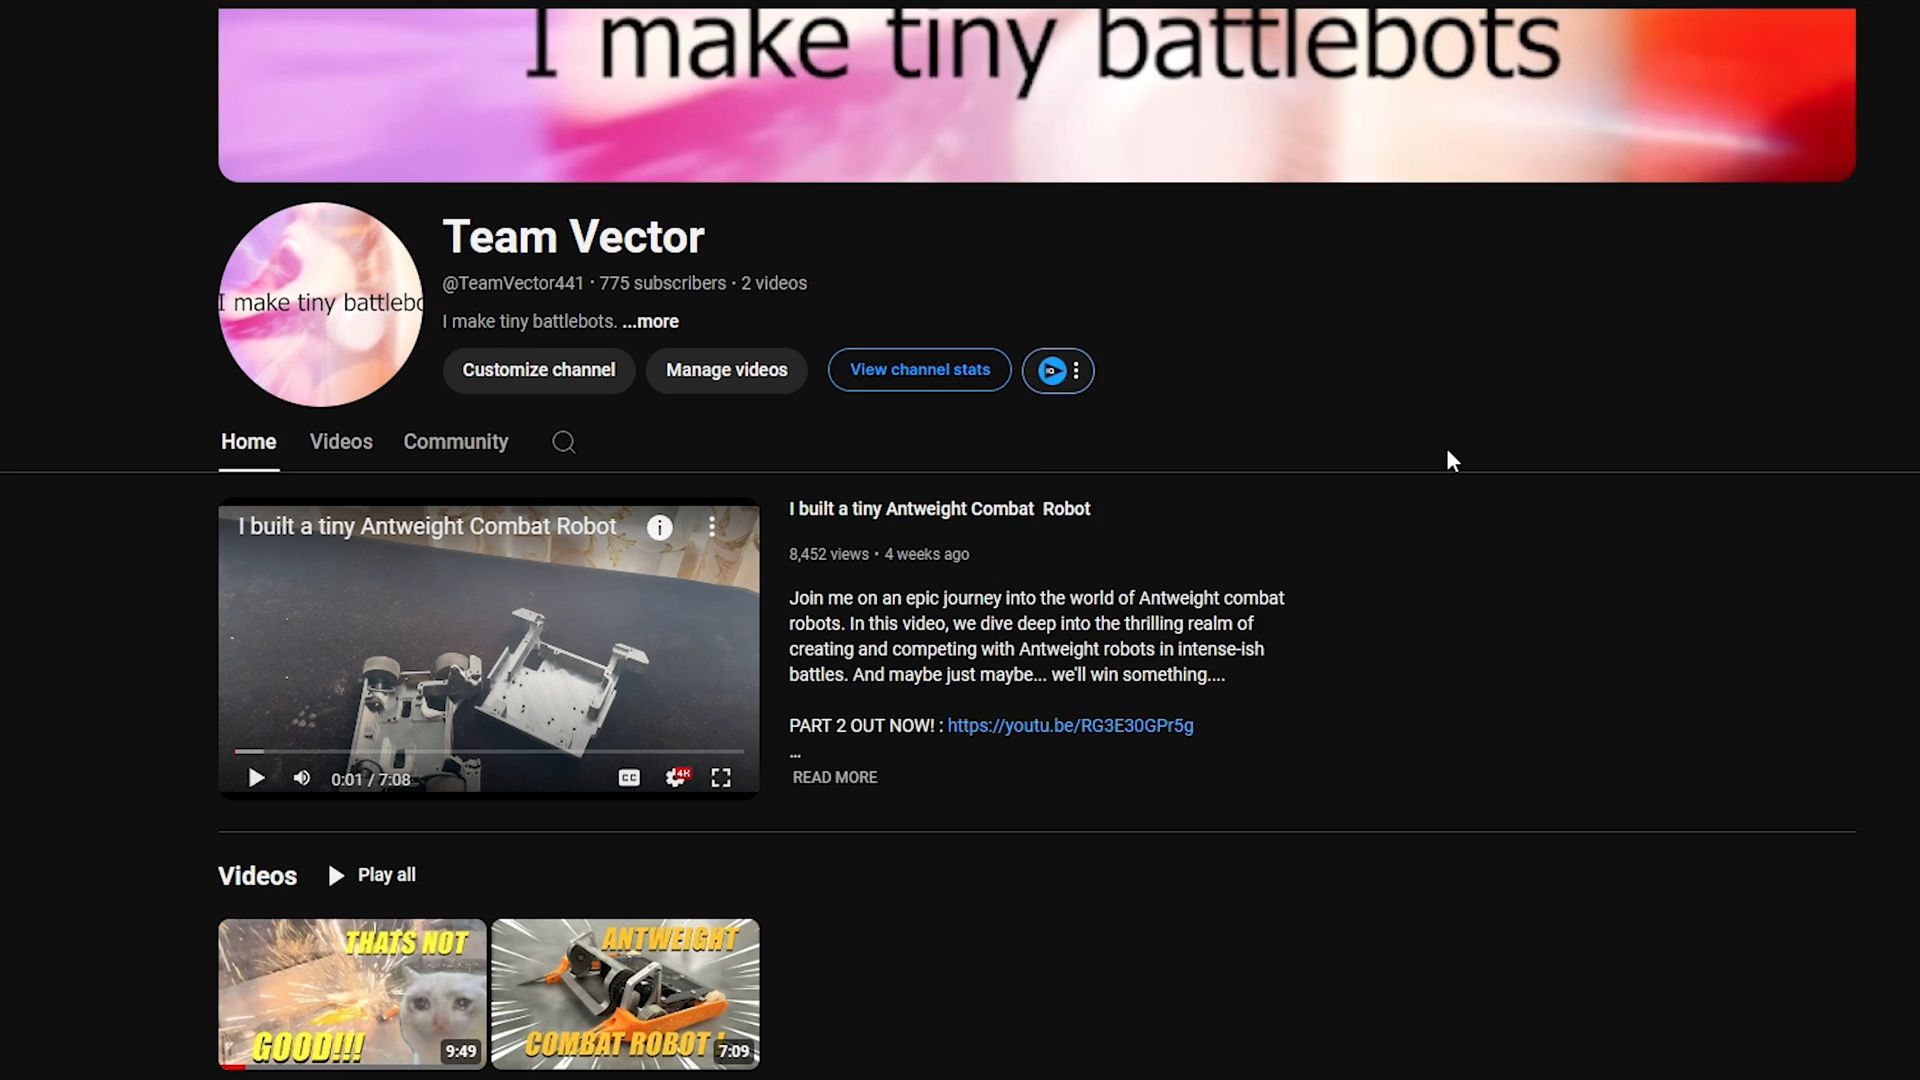 I make tiny battlebots
I make tiny battlebo
Team Vector
@TeamVector441 · 775 subscribers · 2 videos
I make tiny battlebots. ...more
Customize channel
Manage videos
View channel stats
Home
Videos
Community
I built a tiny Antweight Combat Robot
0:01 / 7:08
CC
4K
I built a tiny Antweight Combat  Robot
8,452 views · 4 weeks ago
Join me on an epic journey into the world of Antweight combat
robots. In this video, we dive deep into the thrilling realm of
creating and competing with Antweight robots in intense-ish
battles. And maybe just maybe... we'll win something....
PART 2 OUT NOW! : https://youtu.be/RG3E30GPr5g
...
READ MORE
Videos
Play all
THATS NOT
GOOD!!!
9:49
ANTWEIGHT
COMBAT ROBOT !
7:09